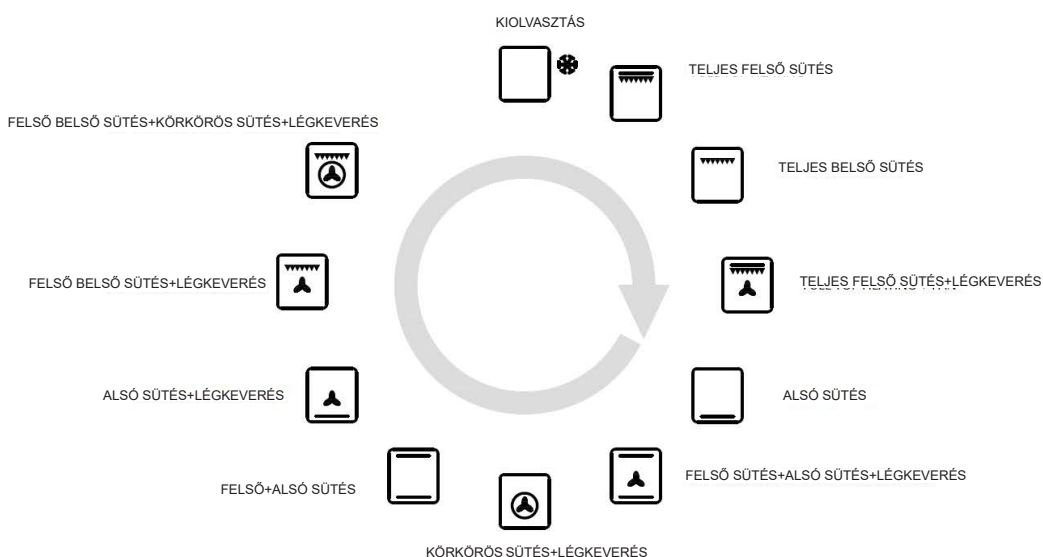 KIOLVASZTÁS
TELJES FELSŐ SÜTÉS
FELSŐ BELSŐ SÜTÉS+KÖRKÖRÖS SÜTÉS+LÉGKEVERÉS
TELJES BELSŐ SÜTÉS
FELSŐ BELSŐ SÜTÉS+LÉGKEVERÉS
TELJES FELSŐ SÜTÉS+LÉGKEVERÉS
ALSÓ SÜTÉS+LÉGKEVERÉS
ALSÓ SÜTÉS
FELSŐ+ALSÓ SÜTÉS
FELSŐ SÜTÉS+ALSÓ SÜTÉS+LÉGKEVERÉS
KÖRKÖRÖS SÜTÉS+LÉGKEVERÉS